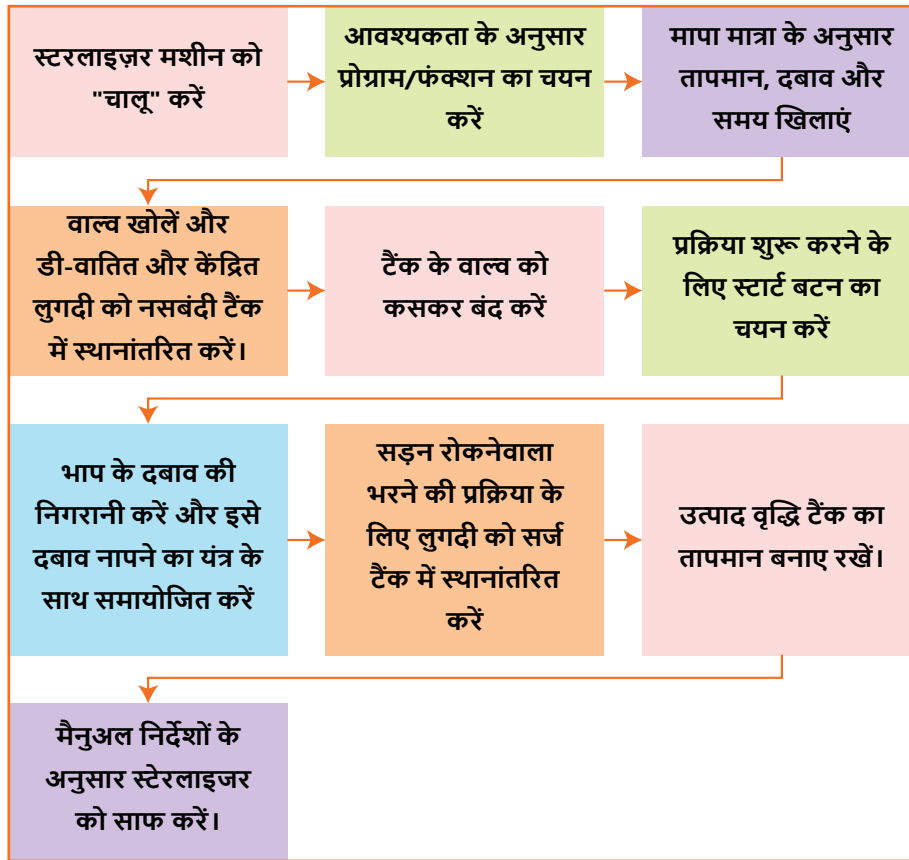 स्टरलाइज़र मशीन को
"चालू" करें
आवश्यकता के अनुसार
प्रोग्राम/फंक्शन का चयन
करें
मापा मात्रा के अनुसार
तापमान, दबाव और
समय खिलाएं
वाल्व खोलें और
डी-वातित और केंद्रित
लुगदी को नसबंदी टैंक
में स्थानांतरित करें।
टैंक के वाल्व को
कसकर बंद करें
प्रक्रिया शुरू करने के
लिए स्टार्ट बटन का
चयन करें
भाप के दबाव की
निगरानी करें और इसे
दबाव नापने का यंत्र के
साथ समायोजित करें
सड़न रोकनेवाला
भरने की प्रक्रिया के
लिए लुगदी को सर्ज
टैंक में स्थानांतरित
करें
उत्पाद वृद्धि टैंक का
तापमान बनाए रखें।
मैनुअल निर्देशों के
अनुसार स्टेरलाइजर
को साफ करें।